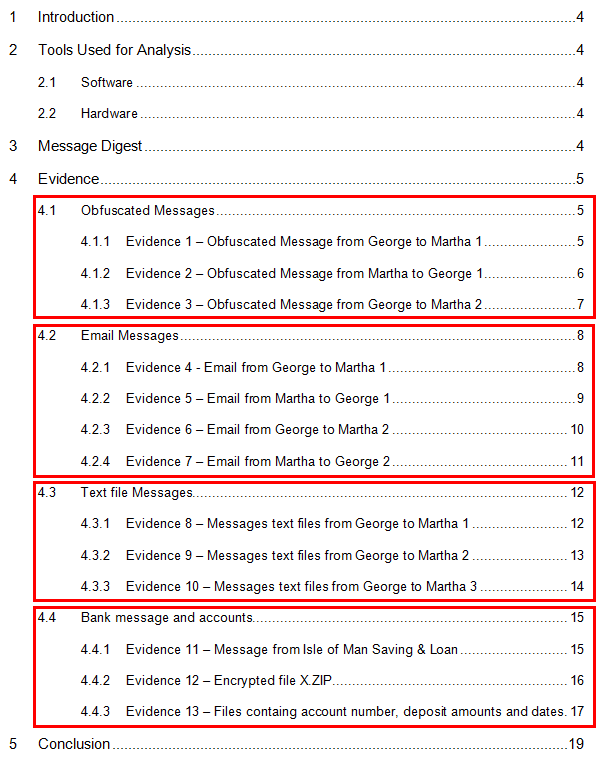 1 Introduction 4
2 Tools Used for Analysis 4
2.1 Software 4
2.2 Hardware 4
3 Message Digest 4
4 Evidence 5
4.1 Obfuscated Messages 5
4.1.1 Evidence 1 – Obfuscated Message from George to Martha 1 5
4.1.2 Evidence 2 – Obfuscated Message from Martha to George 1 6
4.1.3 Evidence 3 – Obfuscated Message from George to Martha 2 7
4.2 Email Messages 8
4.2.1 Evidence 4 - Email from George to Martha 1 8
4.2.2 Evidence 5 – Email from Martha to George 1 9
4.2.3 Evidence 6 – Email from George to Martha 2 10
4.2.4 Evidence 7 – Email from Martha to George 2 11
4.3 Text file Messages 12
4.3.1 Evidence 8 – Messages text files from George to Martha 1 12
4.3.2 Evidence 9 – Messages text files from George to Martha 2 13
4.3.3 Evidence 10 – Messages text files from George to Martha 3 14
4.4 Bank message and accounts 15
4.4.1 Evidence 11 – Message from Isle of Man Saving & Loan 15
4.4.2 Evidence 12 – Encrypted file X.ZIP 16
4.4.3 Evidence 13 – Files containg account number, deposit amounts and dates. 17
5 Conclusion 19